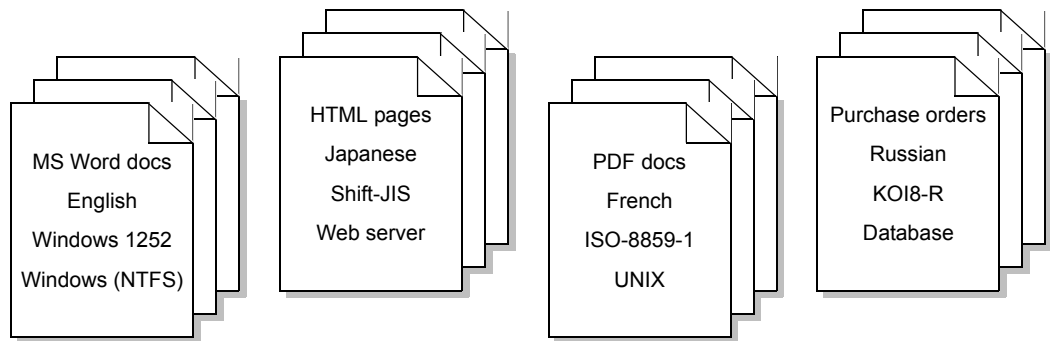 MS Word docs
English
Windows 1252
Windows (NTFS)
HTML pages
Japanese
Shift-JIS
Web server
PDF docs
French
ISO-8859-1
UNIX
Purchase orders
Russian
KOI8-R
Database